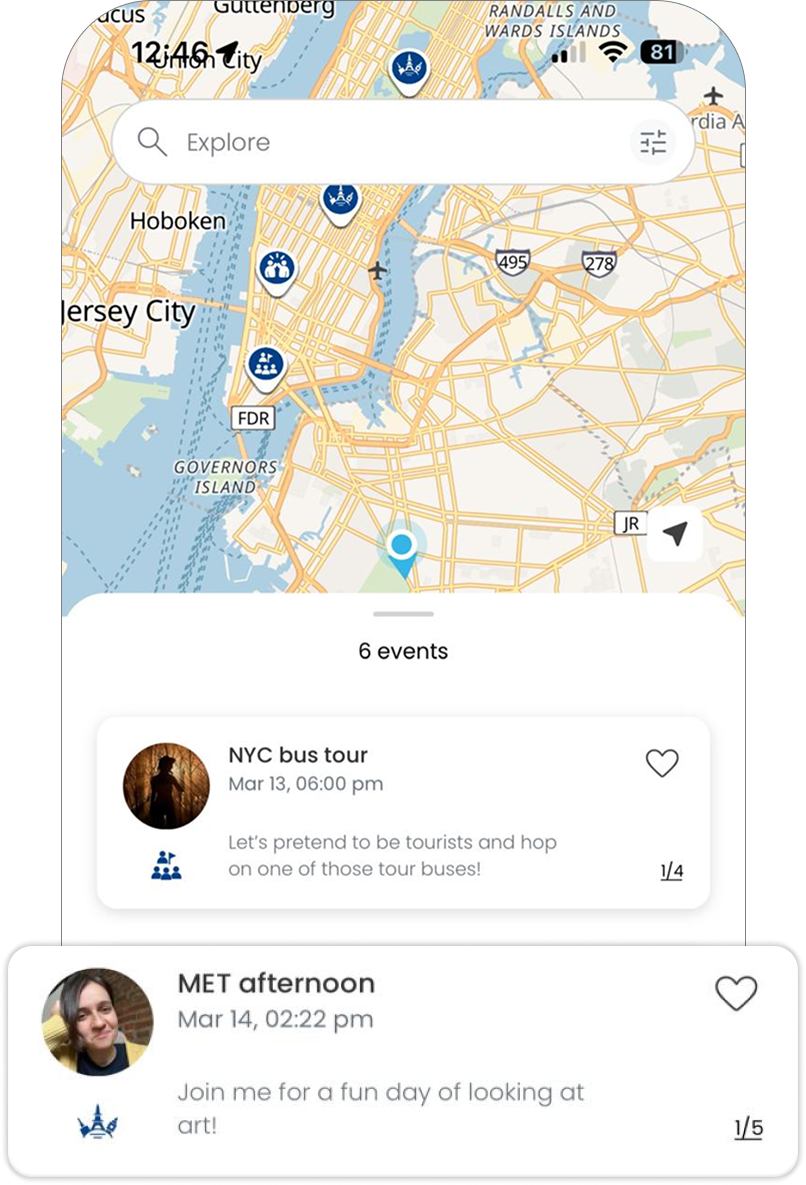 Guttenberg
RANDALLS AND
WARDS ISLANDS
12:46
Union City
81
Explore
Hoboken
495
278
Jersey City
FDR
GOVERNORS
ISLAND
JR
6 events
NYC bus tour
Mar 13, 06:00 pm
Let’s pretend to be tourists and hop
on one of those tour buses!
1/4
MET afternoon
Mar 14, 02:22 pm
Join me for a fun day of looking at
art!
1/5